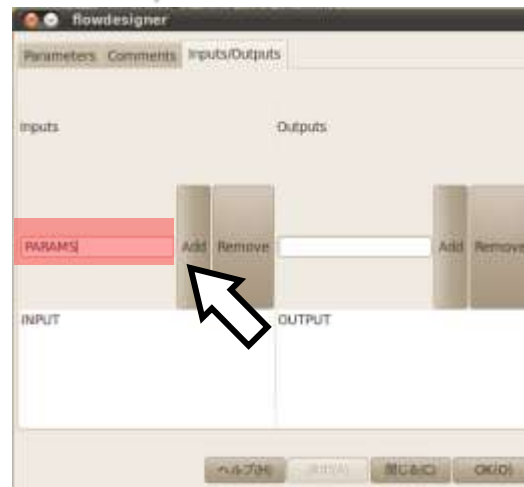 flowdesigner
Parameters Comments Inputs/Outputs
Inputs Outputs
PARAMS Add Remove Add Remove
INPUT OUTPUT
ヘルプ(H) 閉じる(C) OK(O)